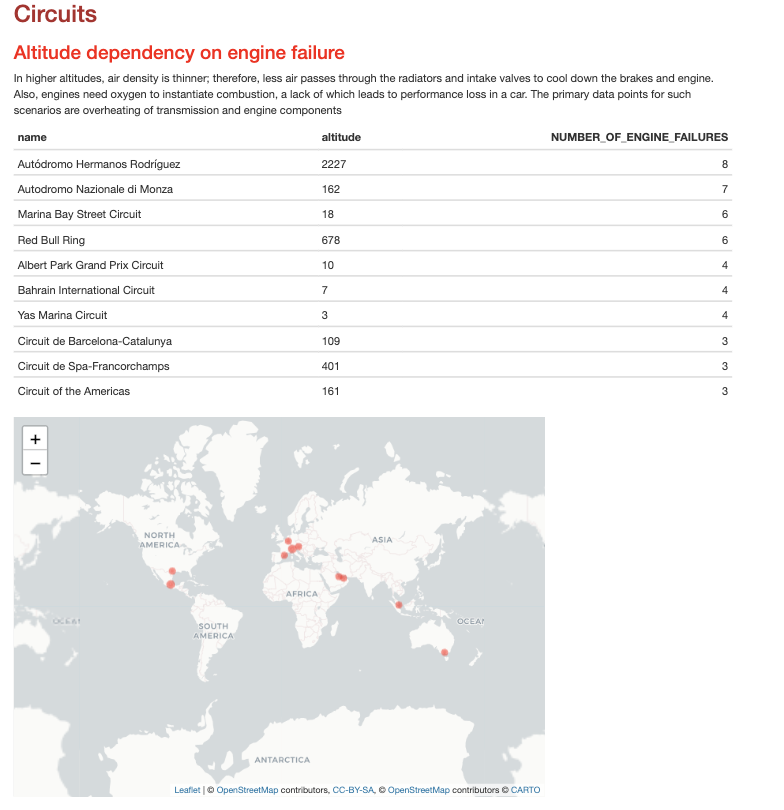 Circuits
Altitude dependency on engine failure
In higher altitudes, air density is thinner; therefore, less air passes through the radiators and intake valves to cool down the brakes and engine.
Also, engines need oxygen to instantiate combustion, a lack of which leads to performance loss in a car. The primary data points for such
scenarios are overheating of transmission and engine components
name altitude NUMBER_OF_ENGINE_FAILURES
Autódromo Hermanos Rodríguez 2227 8
Autodromo Nazionale di Monza 162 7
Marina Bay Street Circuit 18 6
Red Bull Ring 678 6
Albert Park Grand Prix Circuit 10 4
Bahrain International Circuit 7 4
Yas Marina Circuit 3 4
Circuit de Barcelona-Catalunya 109 3
Circuit de Spa-Francorchamps 401 3
Circuit of the Americas 161 3
+
−
NORTH
AMERICA
ASIA
AFRICA
OCEAN
SOUTH
AMERICA
OCEAN
ANTARCTICA
Leaflet | © OpenStreetMap contributors, CC-BY-SA, © OpenStreetMap contributors © CARTO